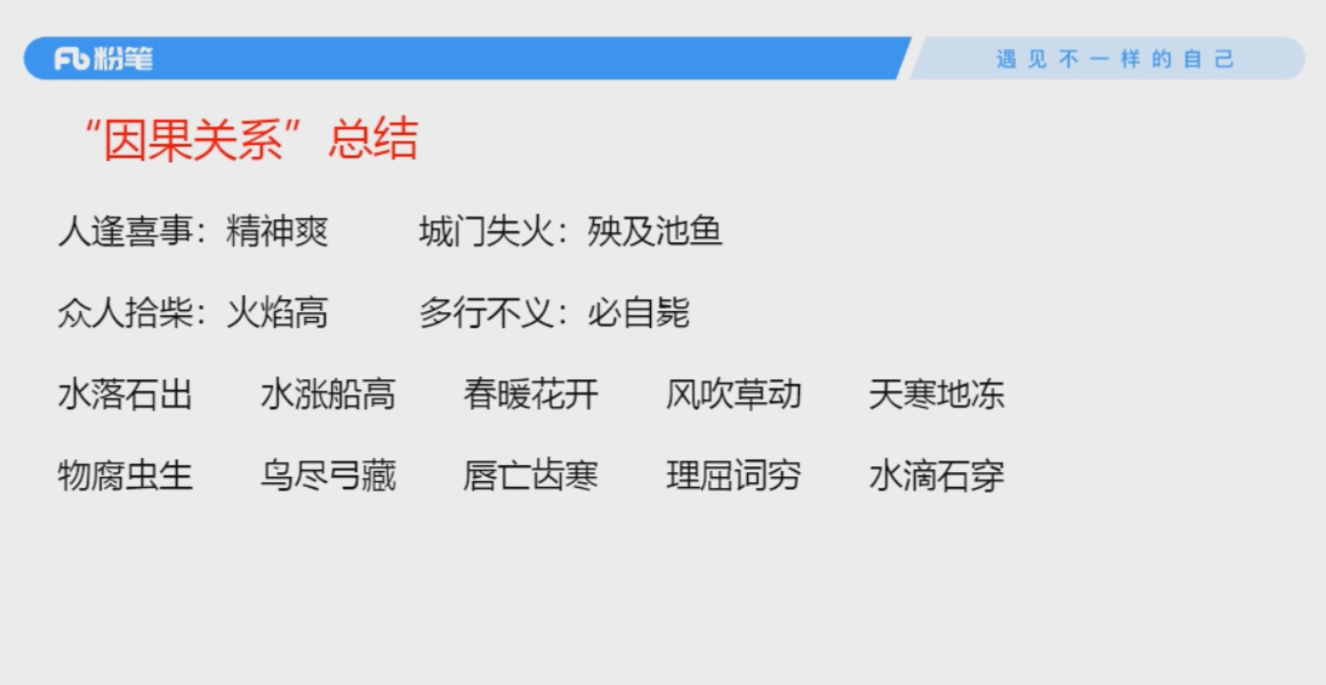 粉笔 遇见不一样的自己
“因果关系”总结
人逢喜事：精神爽 城门失火：殃及池鱼
众人拾柴：火焰高 多行不义：必自毙
水落石出 水涨船高 春暖花开 风吹草动 天寒地冻
物腐虫生 鸟尽弓藏 唇亡齿寒 理屈词穷 水滴石穿